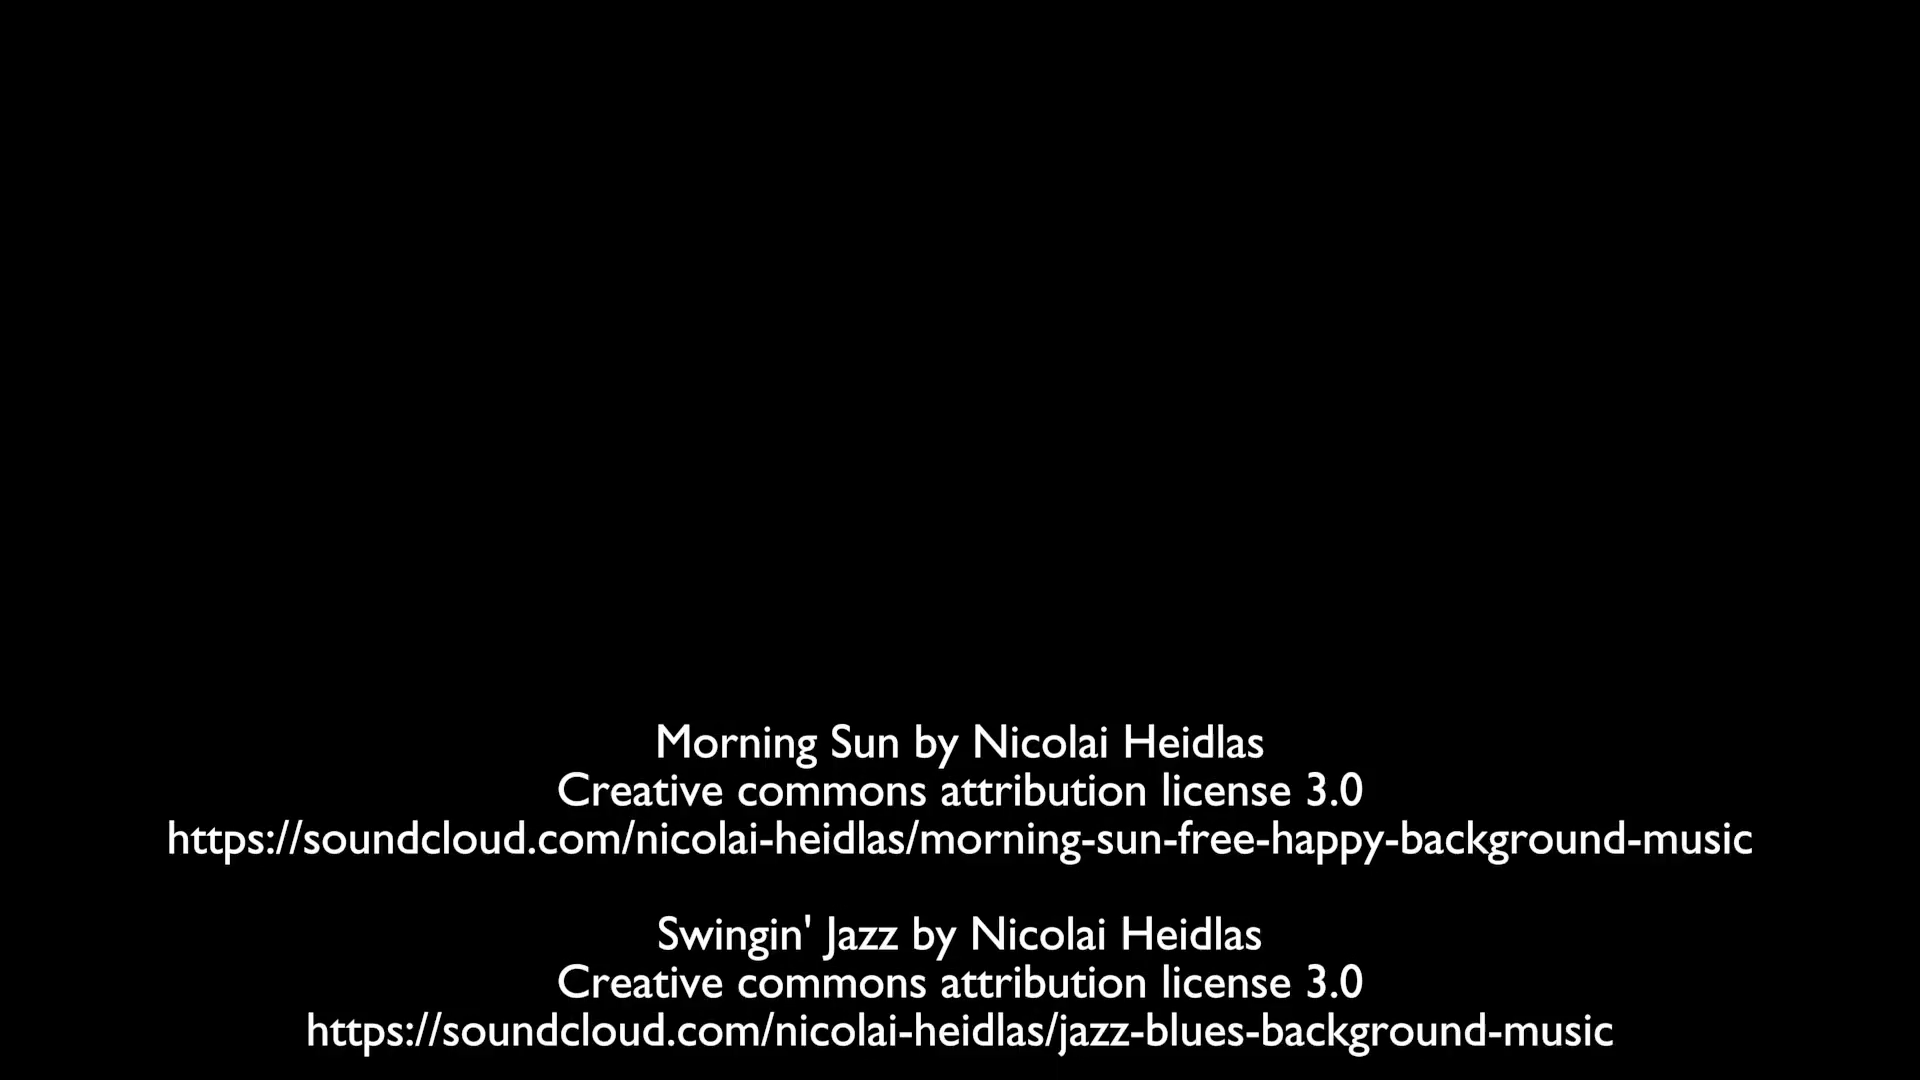 Morning Sun by Nicolai Heidlas
Creative commons attribution license 3.0
https://soundcloud.com/nicolai-heidlas/morning-sun-free-happy-background-music
Swingin' Jazz by Nicolai Heidlas
Creative commons attribution license 3.0
https://soundcloud.com/nicolai-heidlas/jazz-blues-background-music